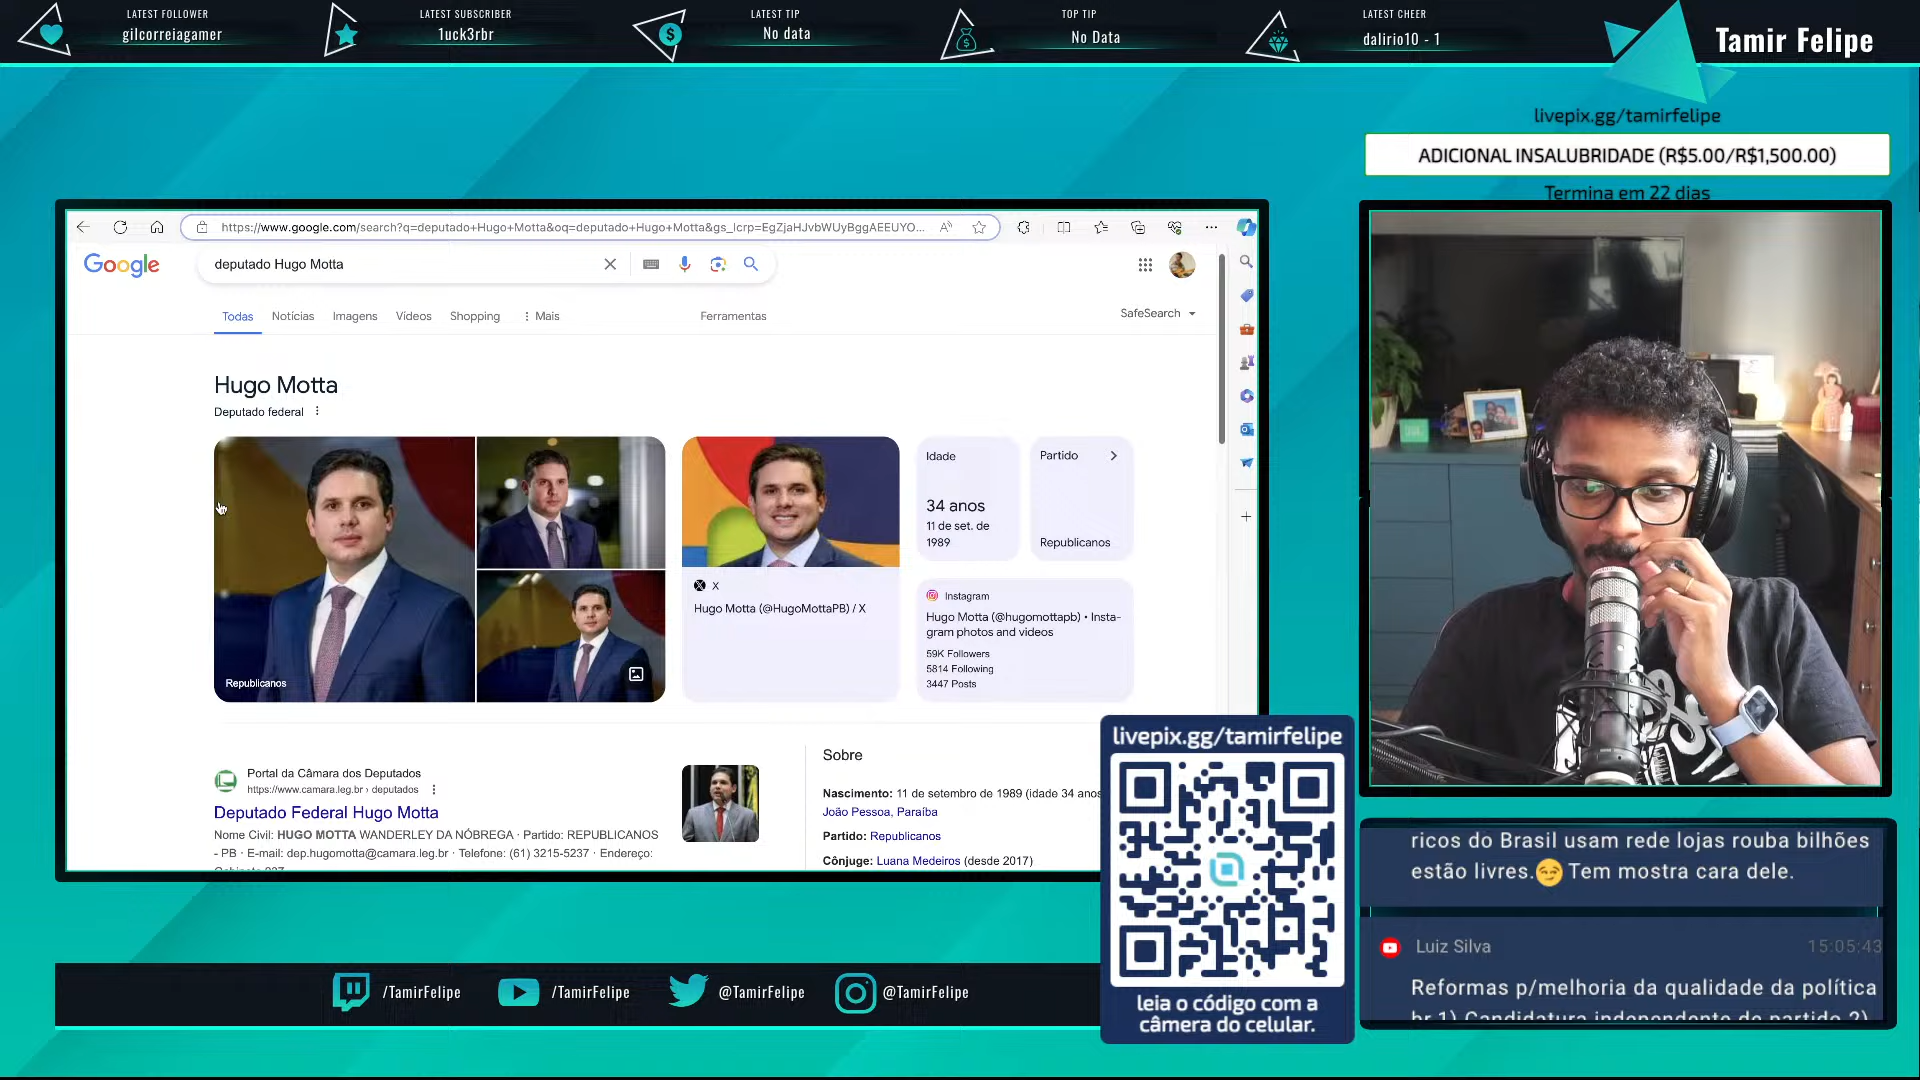 LATEST FOLLOWER
gilcorreiagamer
LATEST SUBSCRIBER
1uck3rbr
LATEST TIP
No data
TOP TIP
No Data
LATEST CHEER
dalirio10 - 1
Tamir Felipe
livepix.gg/tamirfelipe
ADICIONAL INSALUBRIDADE (R$5.00/R$1,500.00)
Termina em 22 dias
https://www.google.com/search?q=deputado+Hugo+Motta&oq=deputado+Hugo+Motta&gs_lcrp=EgZjaHJvbWUyBggAEEUYO...
Google
deputado Hugo Motta
Todas
Notícias
Imagens
Vídeos
Shopping
Mais
Ferramentas
SafeSearch
Hugo Motta
Deputado federal
Republicanos
X
Hugo Motta (@HugoMottaPB) / X
Idade
34 anos
11 de set. de
1989
Partido
Republicanos
Instagram
Hugo Motta (@hugomottapb) • Insta-
gram photos and videos
59K Followers
5814 Following
3447 Posts
Portal da Câmara dos Deputados
https://www.camara.leg.br › deputados
Deputado Federal Hugo Motta
Nome Civil: HUGO MOTTA WANDERLEY DA NÓBREGA · Partido: REPUBLICANOS
- PB · E-mail: dep.hugomotta@camara.leg.br · Telefone: (61) 3215-5237 · Endereço:
Sobre
Nascimento: 11 de setembro de 1989 (idade 34 anos
João Pessoa, Paraíba
Partido: Republicanos
Cônjuge: Luana Medeiros (desde 2017)
livepix.gg/tamirfelipe
leia o código com a
câmera do celular.
ricos do Brasil usam rede lojas rouba bilhões
estão livres.😏 Tem mostra cara dele.
Luiz Silva
15:05:43
Reformas p/melhoria da qualidade da política
br 1) Candidatura independente de partido 2)
/TamirFelipe
/TamirFelipe
@TamirFelipe
@TamirFelipe